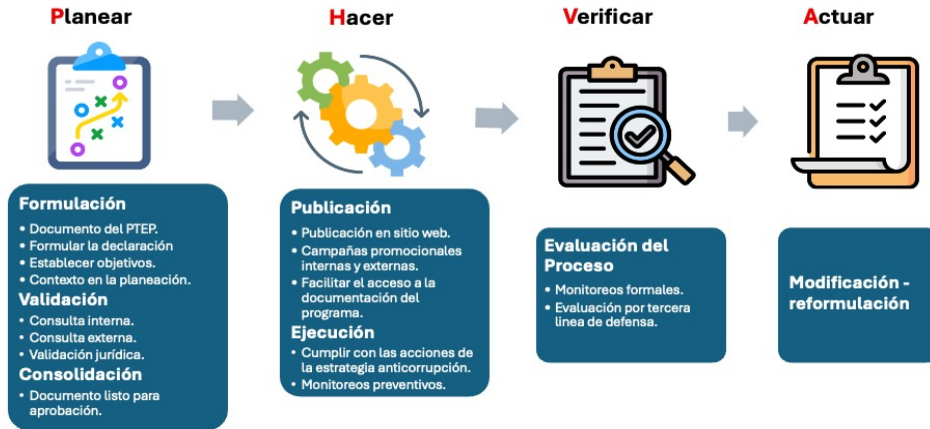 Planear
Hacer
Verificar
Actuar
Formulación
• Documento del PTEP.
• Formular la declaración
• Establecer objetivos.
• Contexto en la planeación.
Validación
• Consulta interna.
• Consulta externa.
• Validación jurídica.
Consolidación
• Documento listo para
aprobación.
Publicación
• Publicación en sitio web.
• Campañas promocionales
internas y externas.
• Facilitar el acceso a la
documentación del
programa.
Ejecución
• Cumplir con las acciones de
la estrategia anticorrupción.
• Monitoreos preventivos.
Evaluación del
Proceso
• Monitoreos formales.
• Evaluación por tercera
linea de defensa.
Modificación -
reformulación